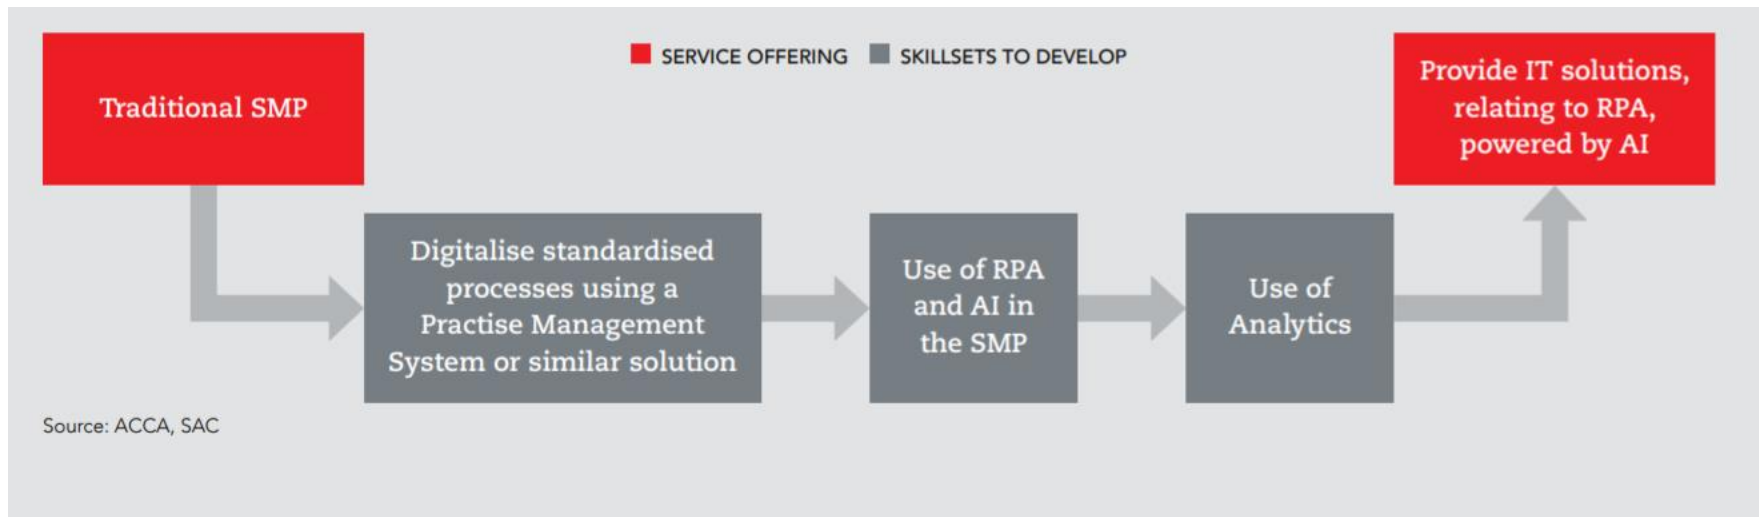 SERVICE OFFERING
SKILLSETS TO DEVELOP
Traditional SMP
Digitalise standardised
processes using a
Practise Management
System or similar solution
Use of RPA
and AI in
the SMP
Use of
Analytics
Provide IT solutions,
relating to RPA,
powered by AI
Source: ACCA, SAC